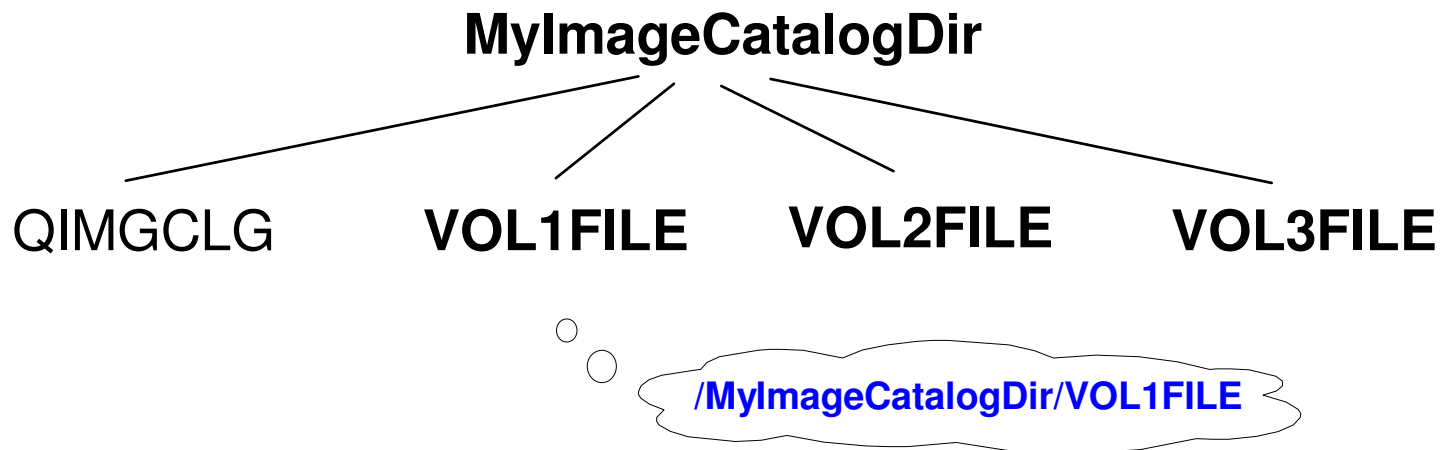 MyImageCatalogDir
QIMGCLG VOL1FILE VOL2FILE VOL3FILE
/MyImageCatalogDir/VOL1FILE